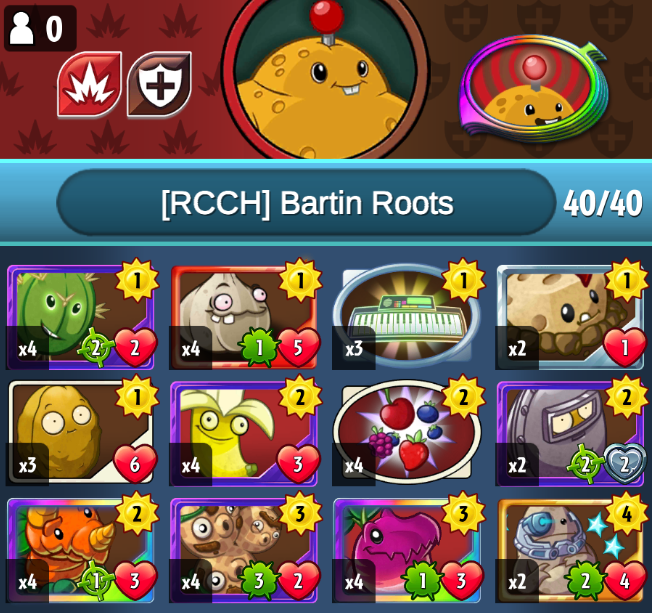 0
[RCCH] Bartin Roots 40/40
1 1 1 1
x4 2 2 x4 1 5 x3 x2 1
1 2 2 2
x3 6 x4 3 x4 x2 2 2
2 3 3 4
x4 1 3 x4 3 2 x4 1 3 x2 2 4